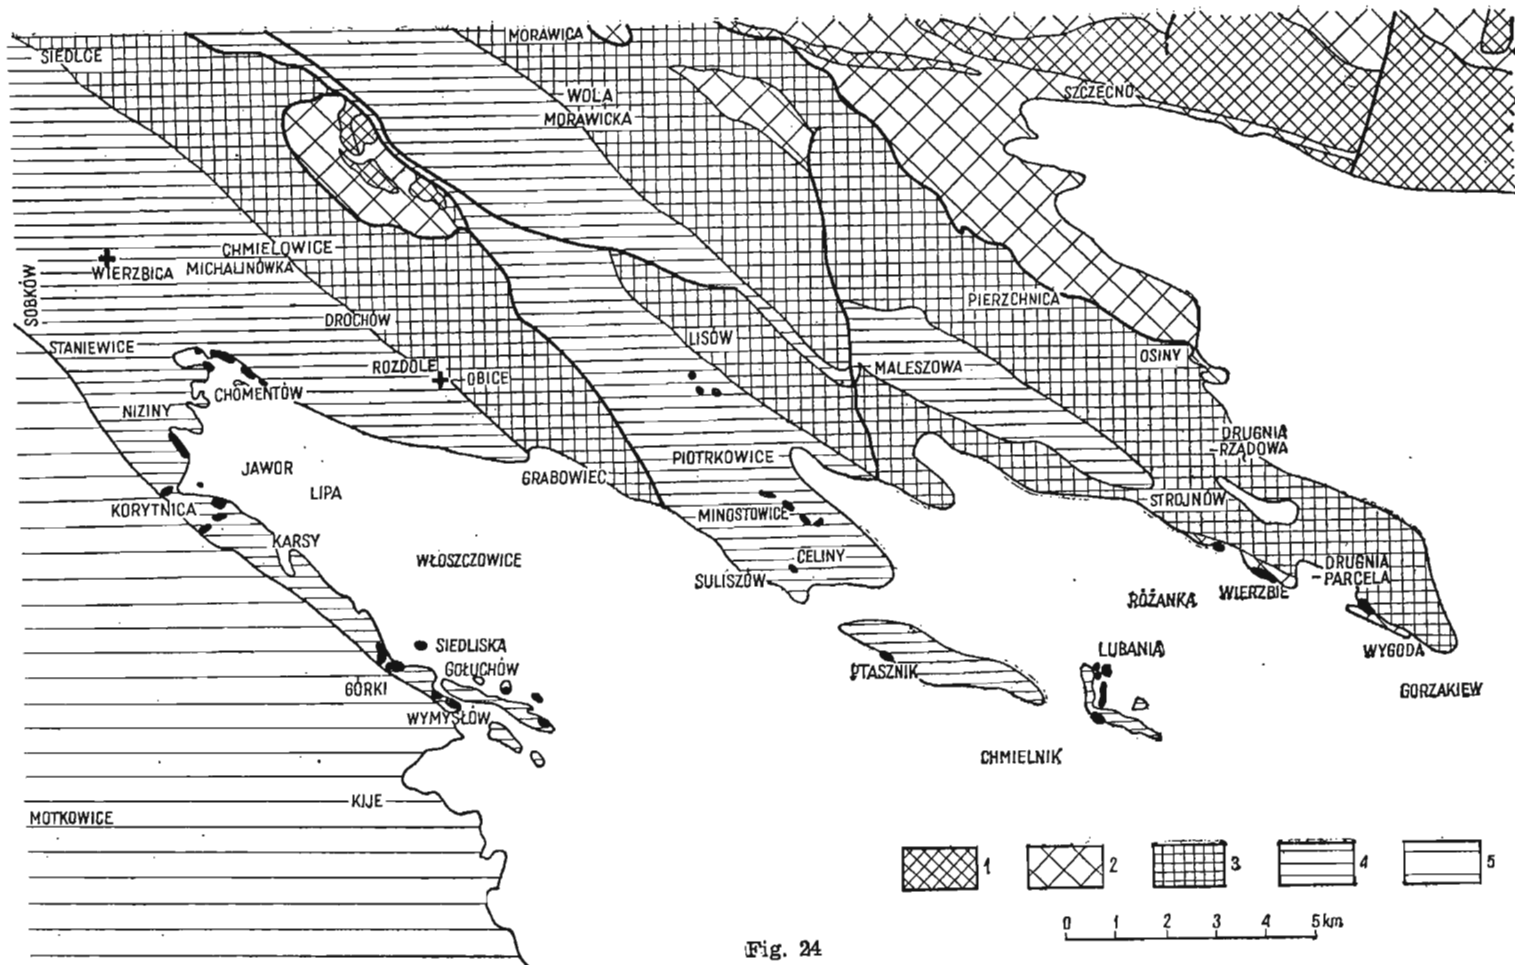 MORAWICA
SIEDLCE
SZCZECNO
WOLA
MORAWICKA
CHMIELOWICE
WIERZBICA
MICHALINÓWKA
SOBKÓW
PIERZCHNICA
DROCHÓW
LISÓW
STANIEWICE
OSINY
ROZDOLE
OBICE
MALESZOWA
CHOMENTÓW
NIZINY
DRUGNIA
-RZĄDOWA
JAWOR
PIOTRKOWICE
GRABOWIEC
LIPA
STROJNÓW
KORYTNICA
MINOSTOWICE
KARSY
WŁOSZCZOWICE
CELINY
SULISZÓW
DRUGNIA
-PARCELA
RÓŻANKA
WIERZBIE
SIEDLISKA
LUBANIA
WYGODA
GOŁUCHÓW
PTASZNIK
GÓRKI
GORZAKIEW
WYMYSŁÓW
CHMIELNIK
KIJE
MOTKOWICE
1
2
3
4
5
0 1 2 3 4 5 km
Fig. 24